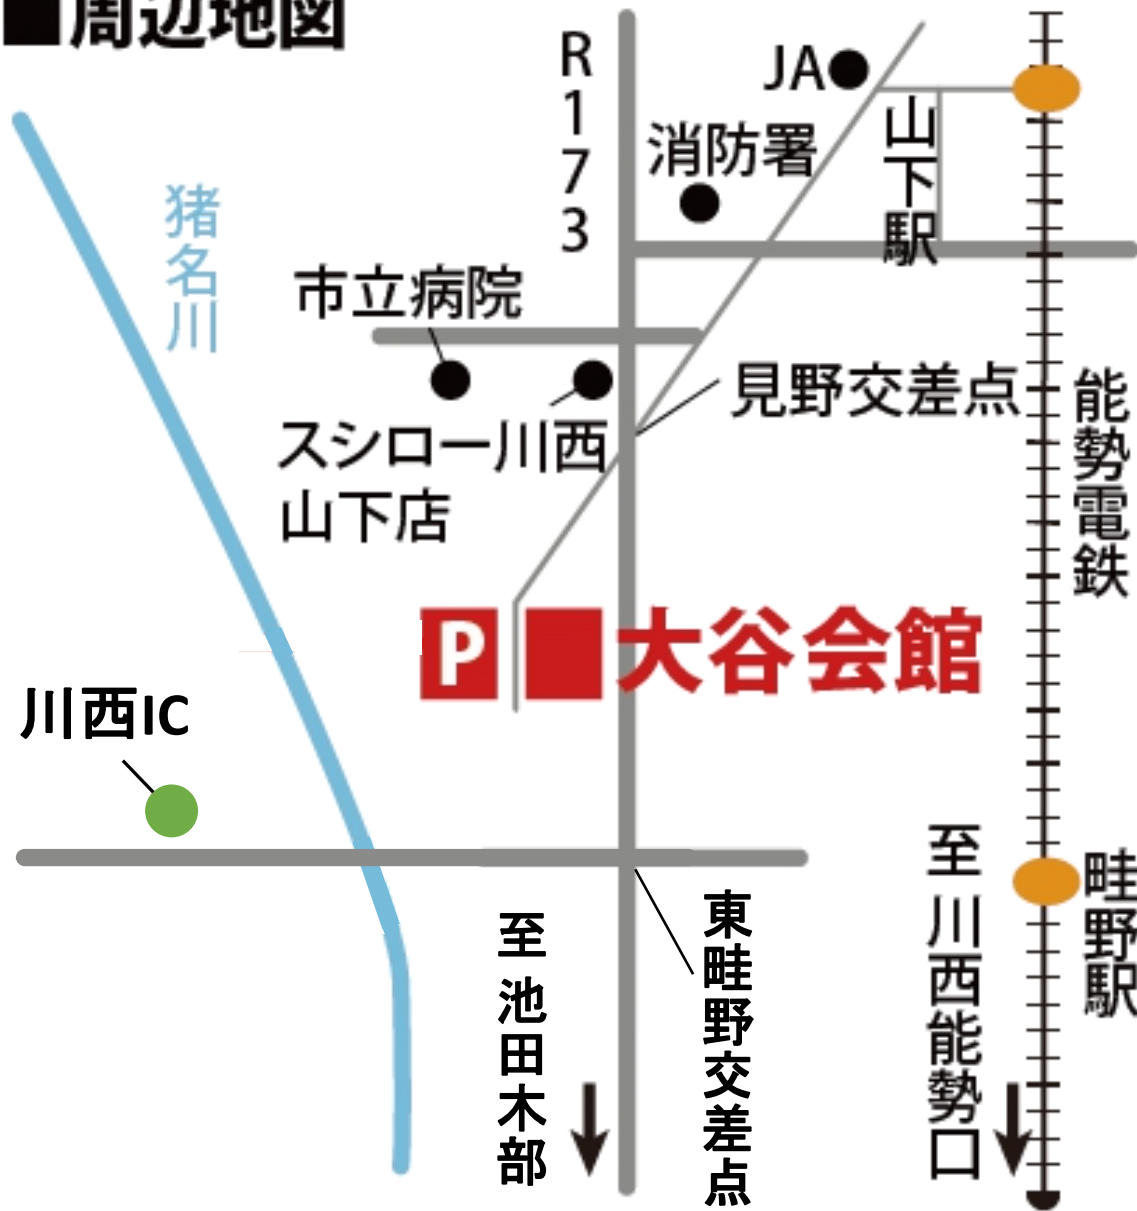 ■周辺地図
R173
JA
消防署
山下駅
猪名川
市立病院
見野交差点
スシロー川西
山下店
能勢電鉄
P
大谷会館
川西IC
至 川西能勢口
畦野駅
東畦野交差点
至 池田木部